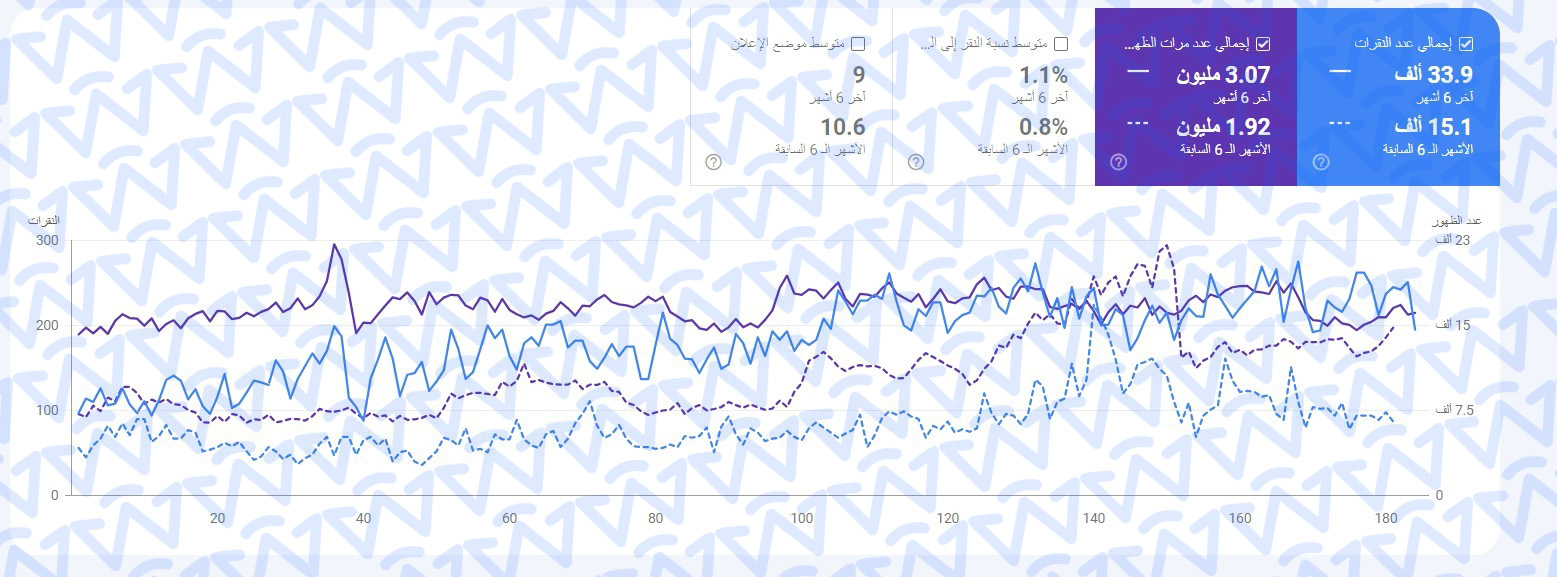 إجمالي عدد النقرات
33.9 ألف
آخر 6 أشهر
15.1 ألف
الأشهر الـ 6 السابقة
إجمالي عدد مرات الظهـ...
3.07 مليون
آخر 6 أشهر
1.92 مليون
الأشهر الـ 6 السابقة
متوسط نسبة النقر إلى الـ...
1.1%
آخر 6 أشهر
0.8%
الأشهر الـ 6 السابقة
متوسط موضع الإعلان
9
آخر 6 أشهر
10.6
الأشهر الـ 6 السابقة
عدد الظهور
23 ألف
15 ألف
7.5 ألف
0
النقرات
300
200
100
0
20 40 60 80 100 120 140 160 180